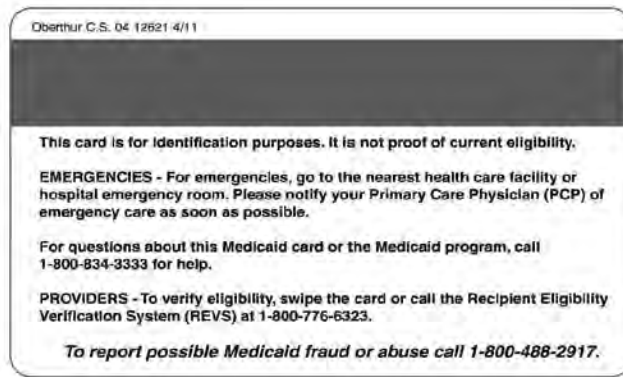 Oberthur C.S. 04 12621 4/11
This card is for identification purposes. It is not proof of current eligibility.
EMERGENCIES - For emergencies, go to the nearest health care facility or
hospital emergency room. Please notify your Primary Care Physician (PCP) of
emergency care as soon as possible.
For questions about this Medicaid card or the Medicaid program, call
1-800-834-3333 for help.
PROVIDERS - To verify eligibility, swipe the card or call the Recipient Eligibility
Verification System (REVS) at 1-800-776-6323.
To report possible Medicaid fraud or abuse call 1-800-488-2917.